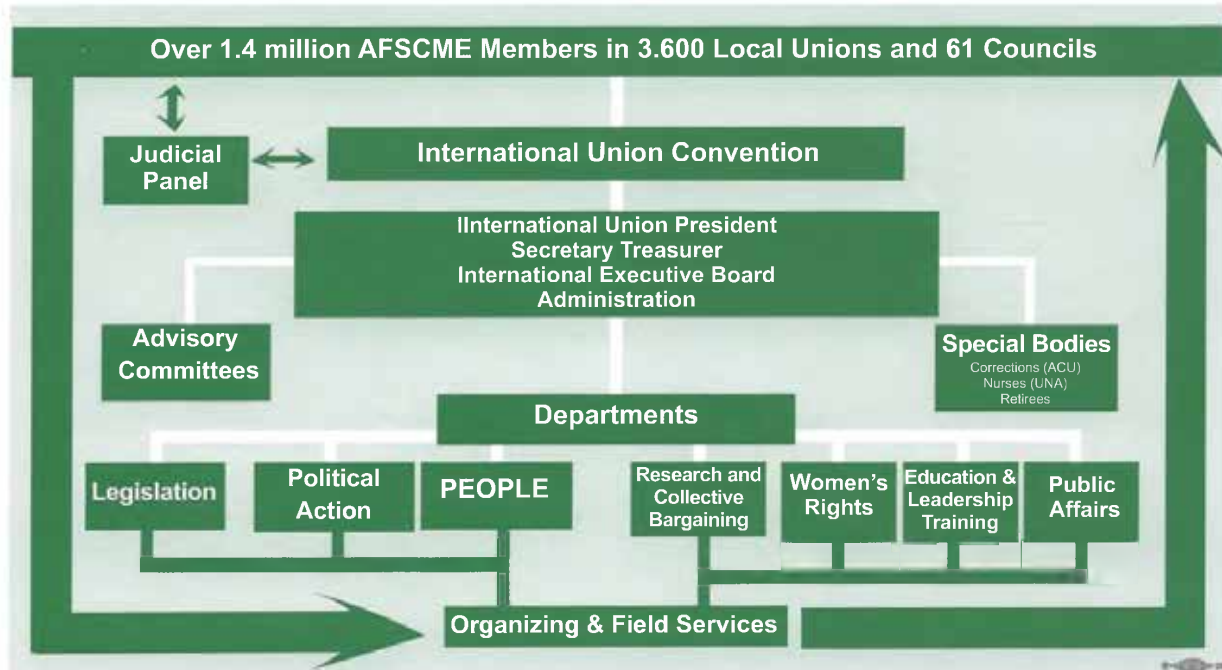 Over 1.4 million AFSCME Members in 3.600 Local Unions and 61 Councils
Judicial
Panel
International Union Convention
IInternational Union President
Secretary Treasurer
International Executive Board
Administration
Advisory
Committees
Special Bodies
Corrections (ACU)
Nurses (UNA)
Retirees
Departments
Legislation
Political
Action
PEOPLE
Research and
Collective
Bargaining
Women's
Rights
Education &
Leadership
Training
Public
Affairs
Organizing & Field Services